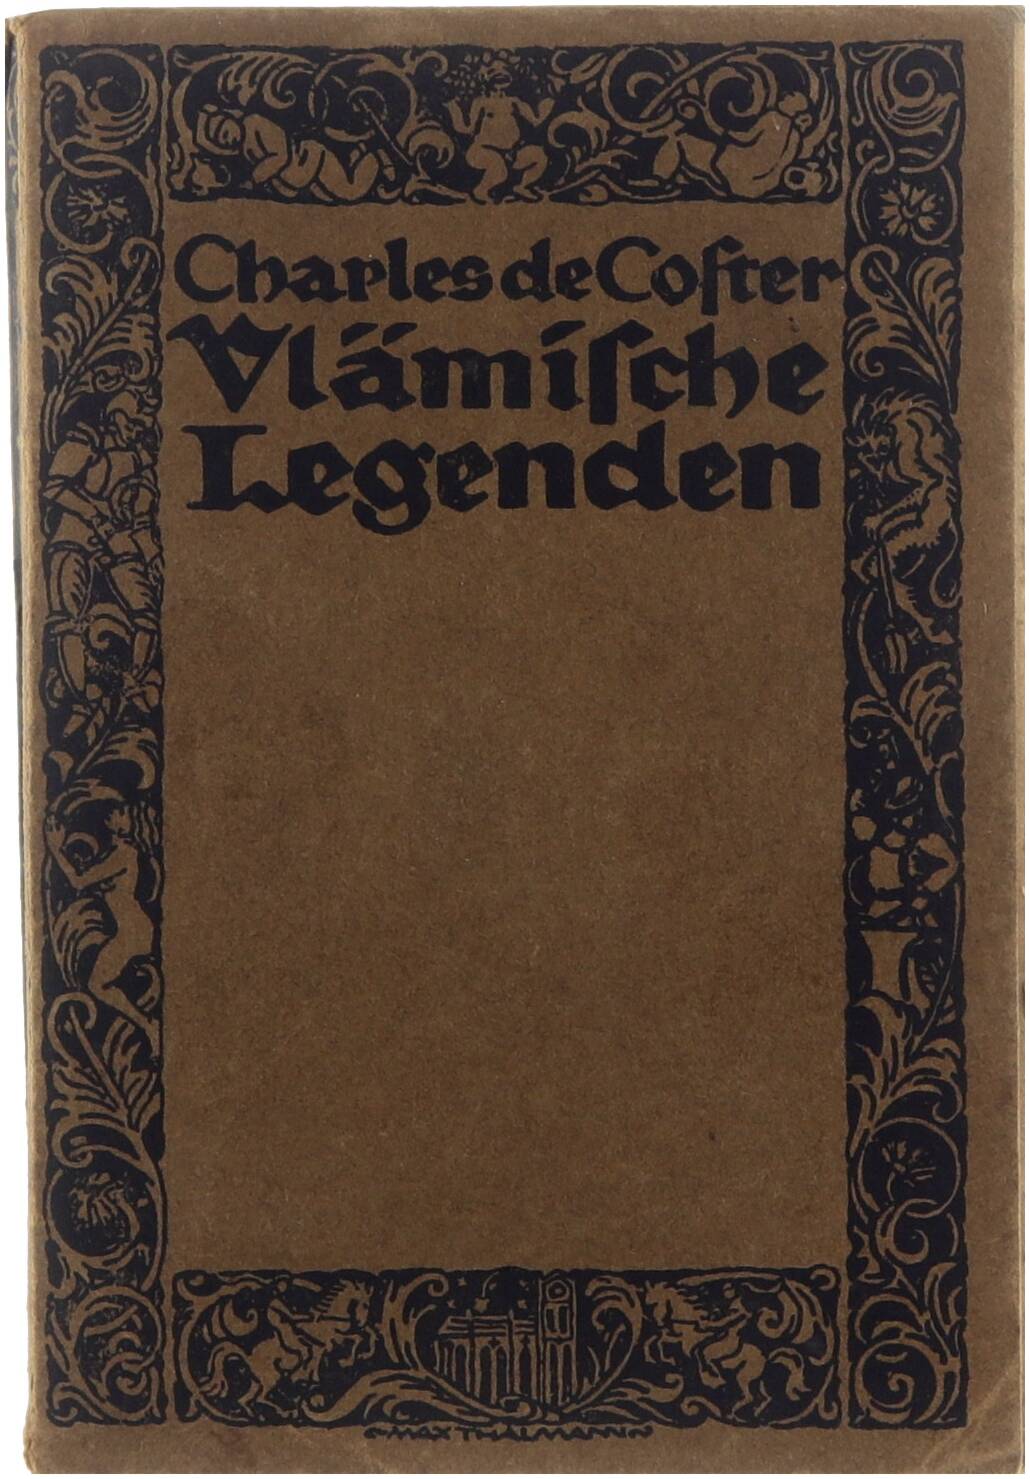 Charles de Coſter
Vlämiſche
Legenden
MAX THALMANN